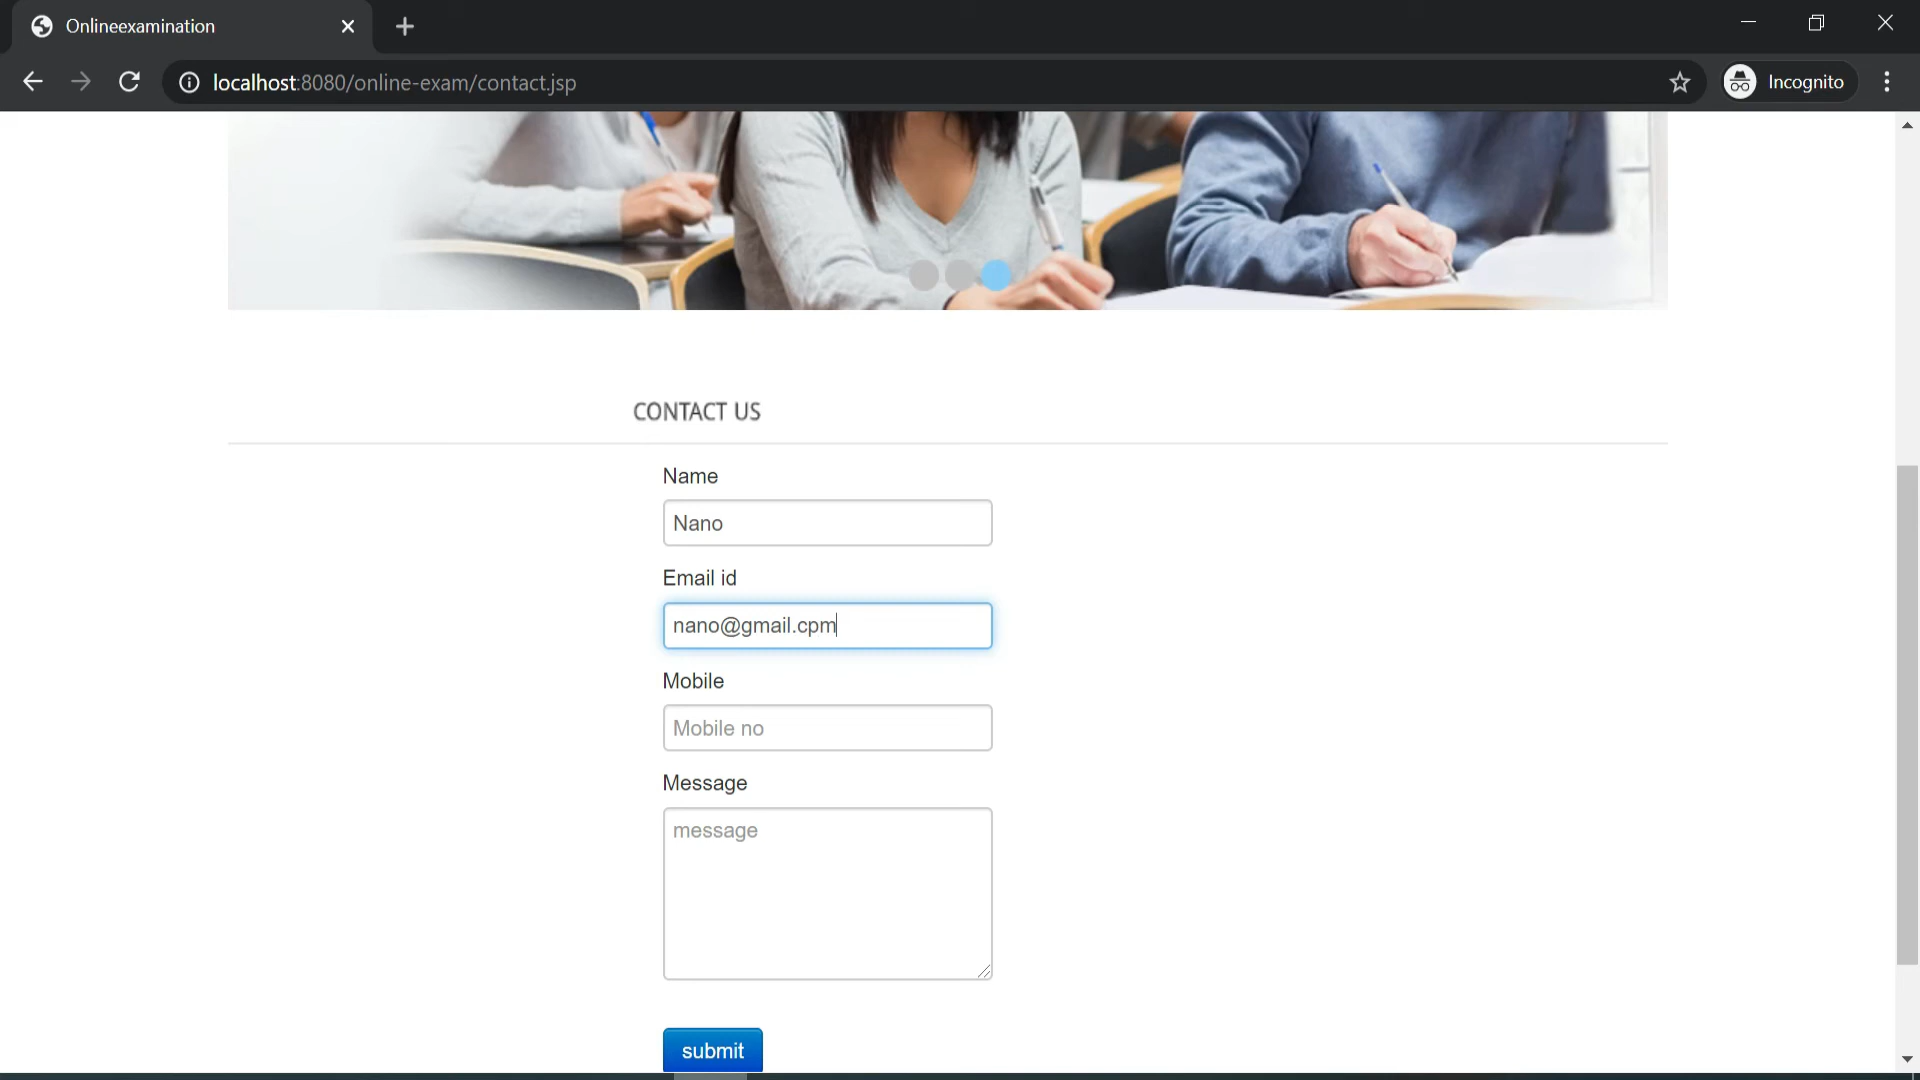 Onlineexamination
localhost:8080/online-exam/contact.jsp
Incognito
CONTACT US
Name
Nano
Email id
nano@gmail.cpm
Mobile
Mobile no
Message
message
submit